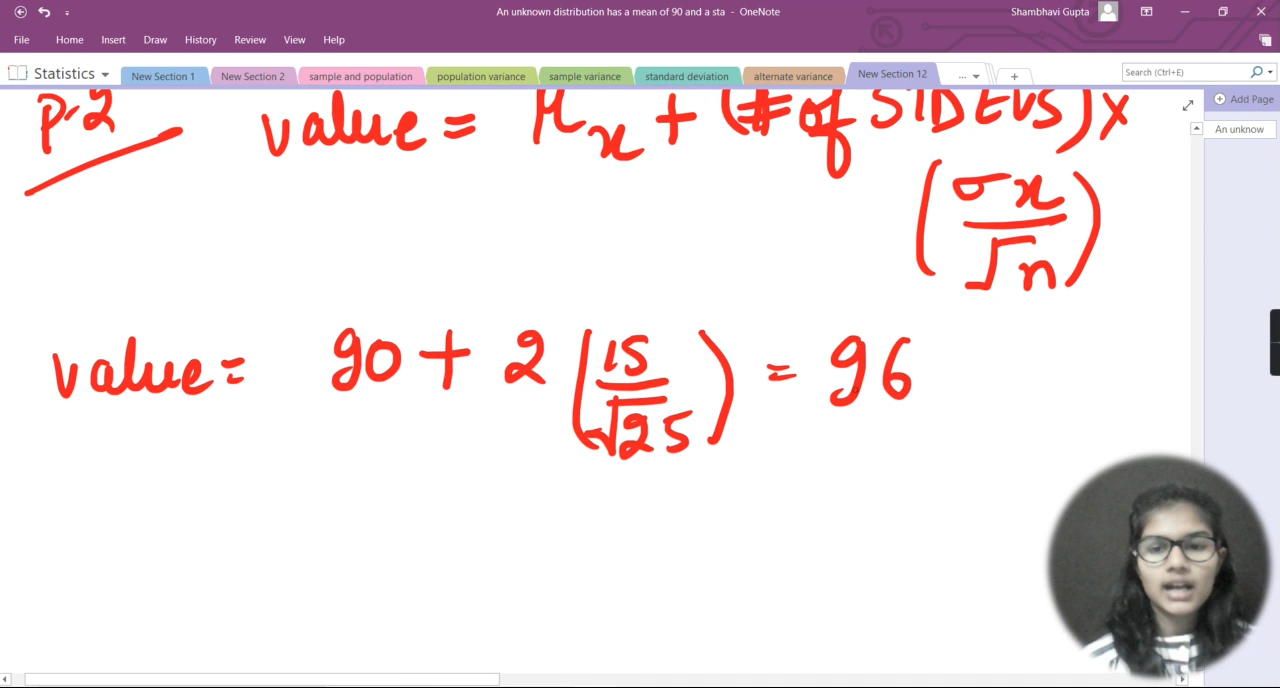 An unknown distribution has a mean of 90 and a sta - OneNote
Shambhavi Gupta
File Home Insert Draw History Review View Help
Statistics
New Section 1
New Section 2
sample and population
population variance
sample variance
standard deviation
alternate variance
New Section 12
...
+
Search (Ctrl+E)
Add Page
An unknow
P-2 value = μx + (# of STDEVS) x
(σx/√n)
value = 90 + 2 (15/√25) = 96